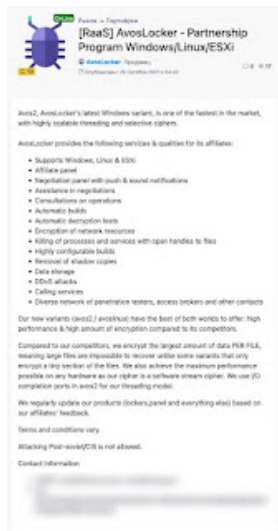 OnLine
Рынок → Партнёрки
[RaaS] AvosLocker - Partnership
Program Windows/Linux/ESXi
AvosLocker Продавец
Avos2, AvosLocker's latest Windows variant, is one of the fastest in the market,
with highly scalable threading and selective ciphers.
AvosLocker provides the following services & qualities for its affiliates:
• Supports Windows, Linux & ESXi
• Affiliate panel
• Negotiation panel with push & sound notifications
• Assistance in negotiations
• Consultations on operations
• Automatic builds
• Automatic decryption tests
• Encryption of network resources
• Killing of processes and services with open handles to files
• Highly configurable builds
• Removal of shadow copies
• Data storage
• DDoS attacks
• Calling services
• Diverse network of penetration testers, access brokers and other contacts
Our new variants (avos2 / avoslinux) have the best of both worlds to offer: high
performance & high amount of encryption compared to its competitors.
Compared to our competitors, we encrypt the largest amount of data PER FILE,
meaning large files are impossible to recover unlike some variants that only
encrypt a tiny section of the files. We also achieve the maximum performance
possible on any hardware as our cipher is a software stream cipher. We use I/O
completion ports in avos2 for our threading model.
We regularly update our products (lockers,panel and everything else) based on
our affiliates' feedback.
Terms and conditions vary
Attacking Post-soviet/CIS is not allowed.
Contact Information